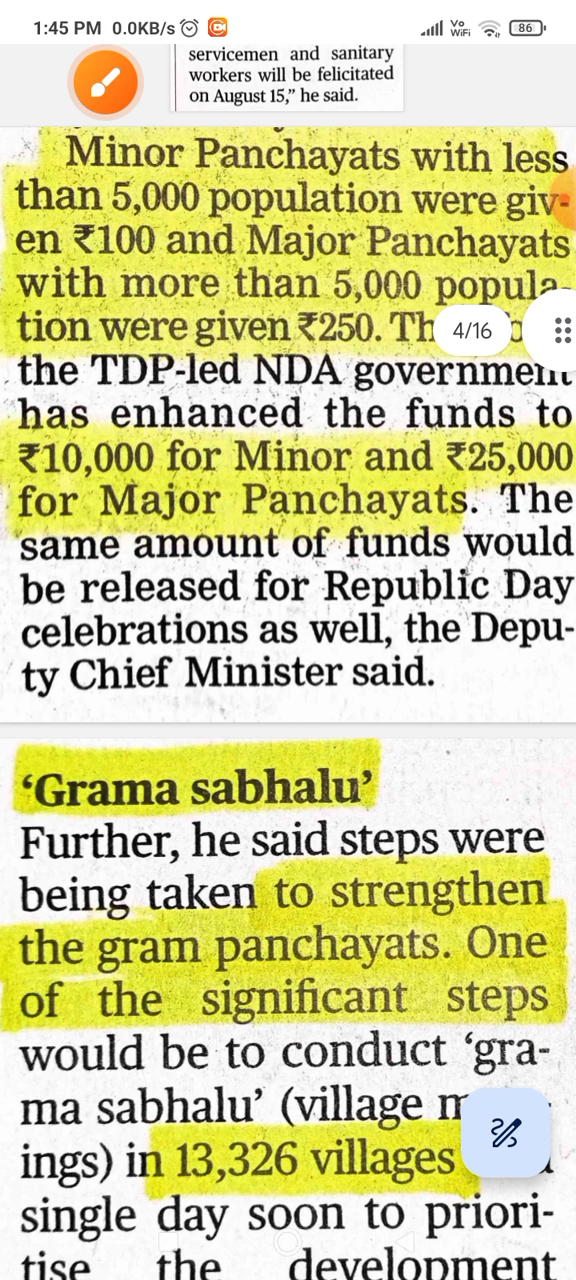 1:45 PM 0.0KB/s
Vo
WiFi
86
servicemen and sanitary
workers will be felicitated
on August 15,” he said.
Minor Panchayats with less
than 5,000 population were giv-
en ₹100 and Major Panchayats
with more than 5,000 popula-
tion were given ₹250.
4/16
the TDP-led NDA government
has enhanced the funds to
₹10,000 for Minor and ₹25,000
for Major Panchayats. The
same amount of funds would
be released for Republic Day
celebrations as well, the Depu-
ty Chief Minister said.
‘Grama sabhalu’
Further, he said steps were
being taken to strengthen
the gram panchayats. One
of the significant steps
would be to conduct ‘gra-
ma sabhalu’ (village
ings) in 13,326 villages
single day soon to priori-
tise the development